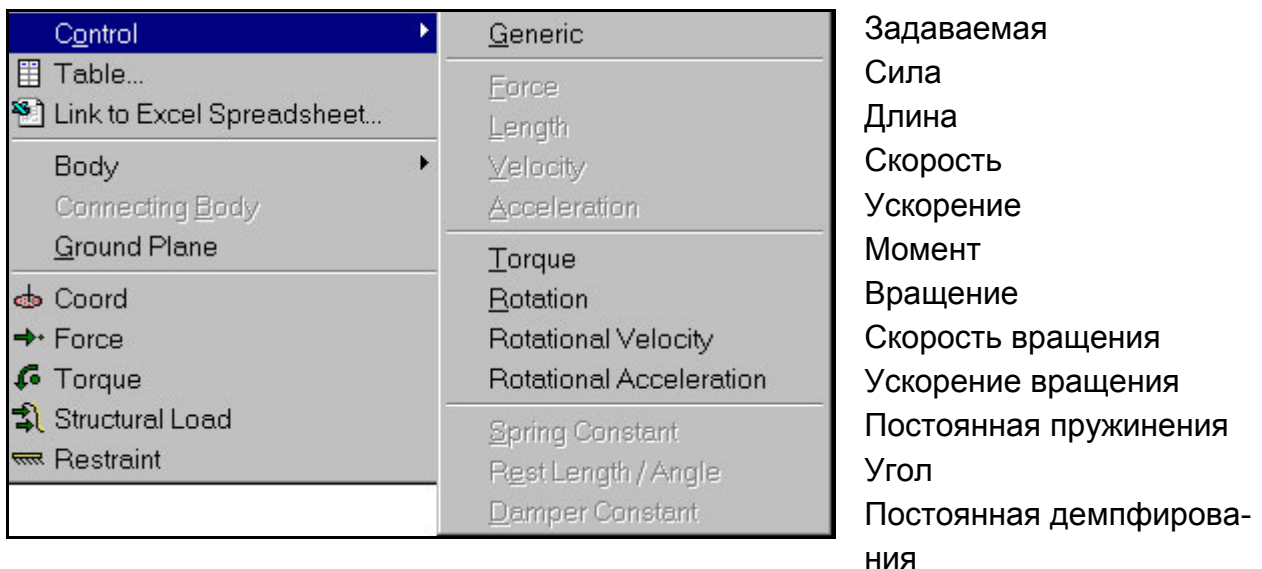 Control
Table...
Link to Excel Spreadsheet...
Body
Connecting Body
Ground Plane
Coord
Force
Torque
Structural Load
Restraint
Generic
Force
Length
Velocity
Acceleration
Torque
Rotation
Rotational Velocity
Rotational Acceleration
Spring Constant
Rest Length / Angle
Damper Constant
Задаваемая
Сила
Длина
Скорость
Ускорение
Момент
Вращение
Скорость вращения
Ускорение вращения
Постоянная пружинения
Угол
Постоянная демпфирова-
ния